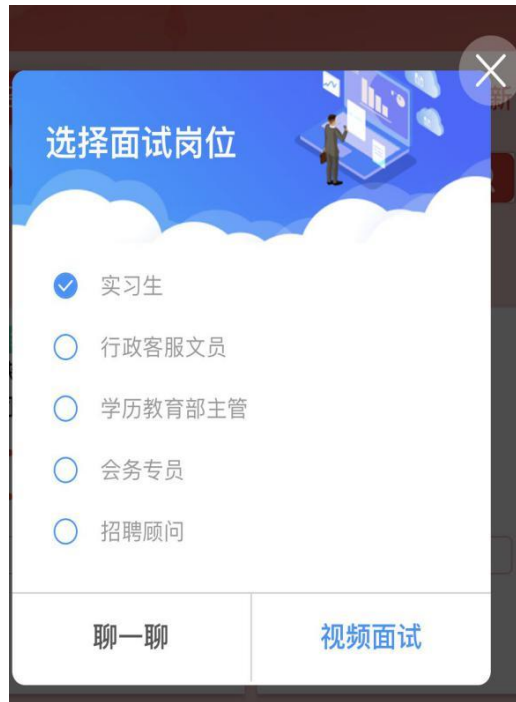 新
选择面试岗位
实习生
行政客服文员
学历教育部主管
会务专员
招聘顾问
聊一聊
视频面试